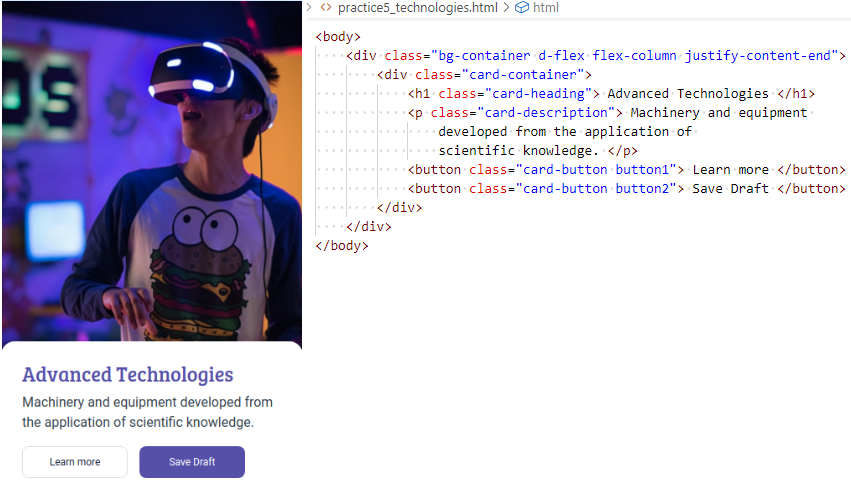 OS
Advanced Technologies
Machinery and equipment developed from
the application of scientific knowledge.
Learn more
Save Draft
> <> practice5_technologies.html > html
<body>
<div class="bg-container d-flex flex-column justify-content-end">
<div class="card-container">
<h1 class="card-heading"> Advanced Technologies </h1>
<p class="card-description"> Machinery and equipment
developed from the application of
scientific knowledge. </p>
<button class="card-button button1"> Learn more </button>
<button class="card-button button2"> Save Draft </button>
</div>
</div>
</body>